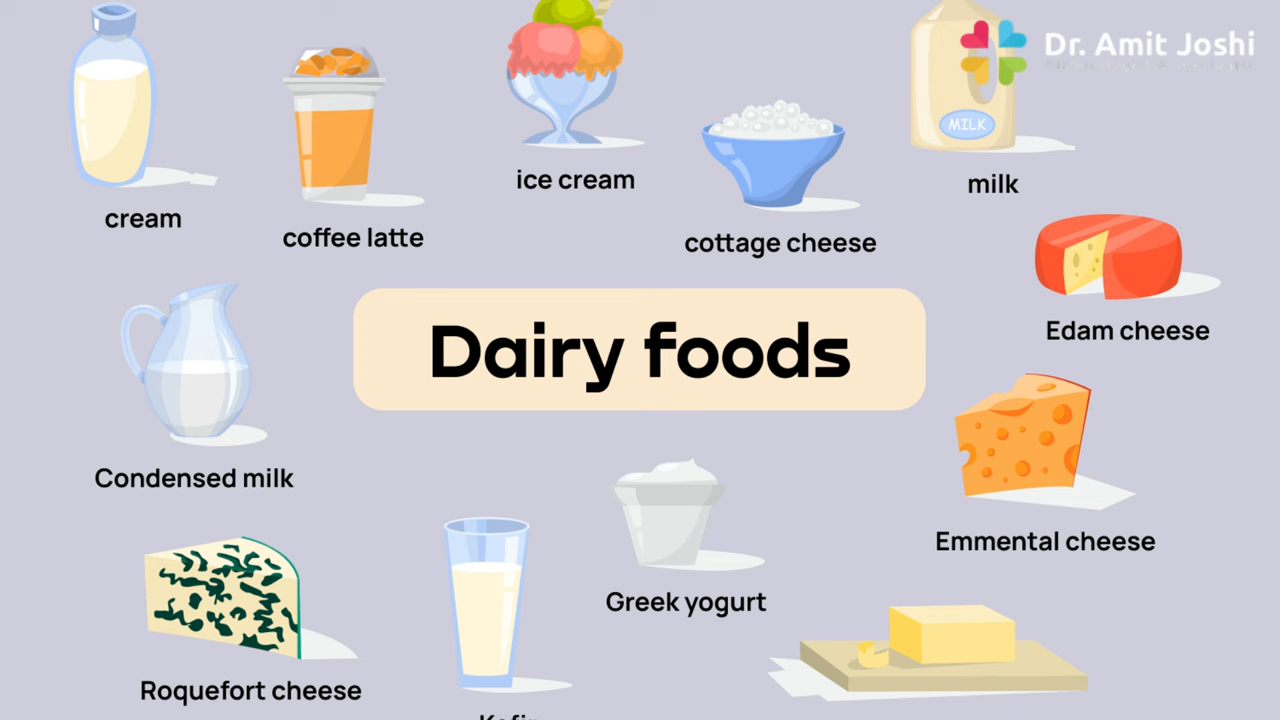 Dr. Amit Joshi
MILK
ice cream
milk
cream
coffee latte
cottage cheese
Edam cheese
Dairy foods
Condensed milk
Emmental cheese
Greek yogurt
Roquefort cheese